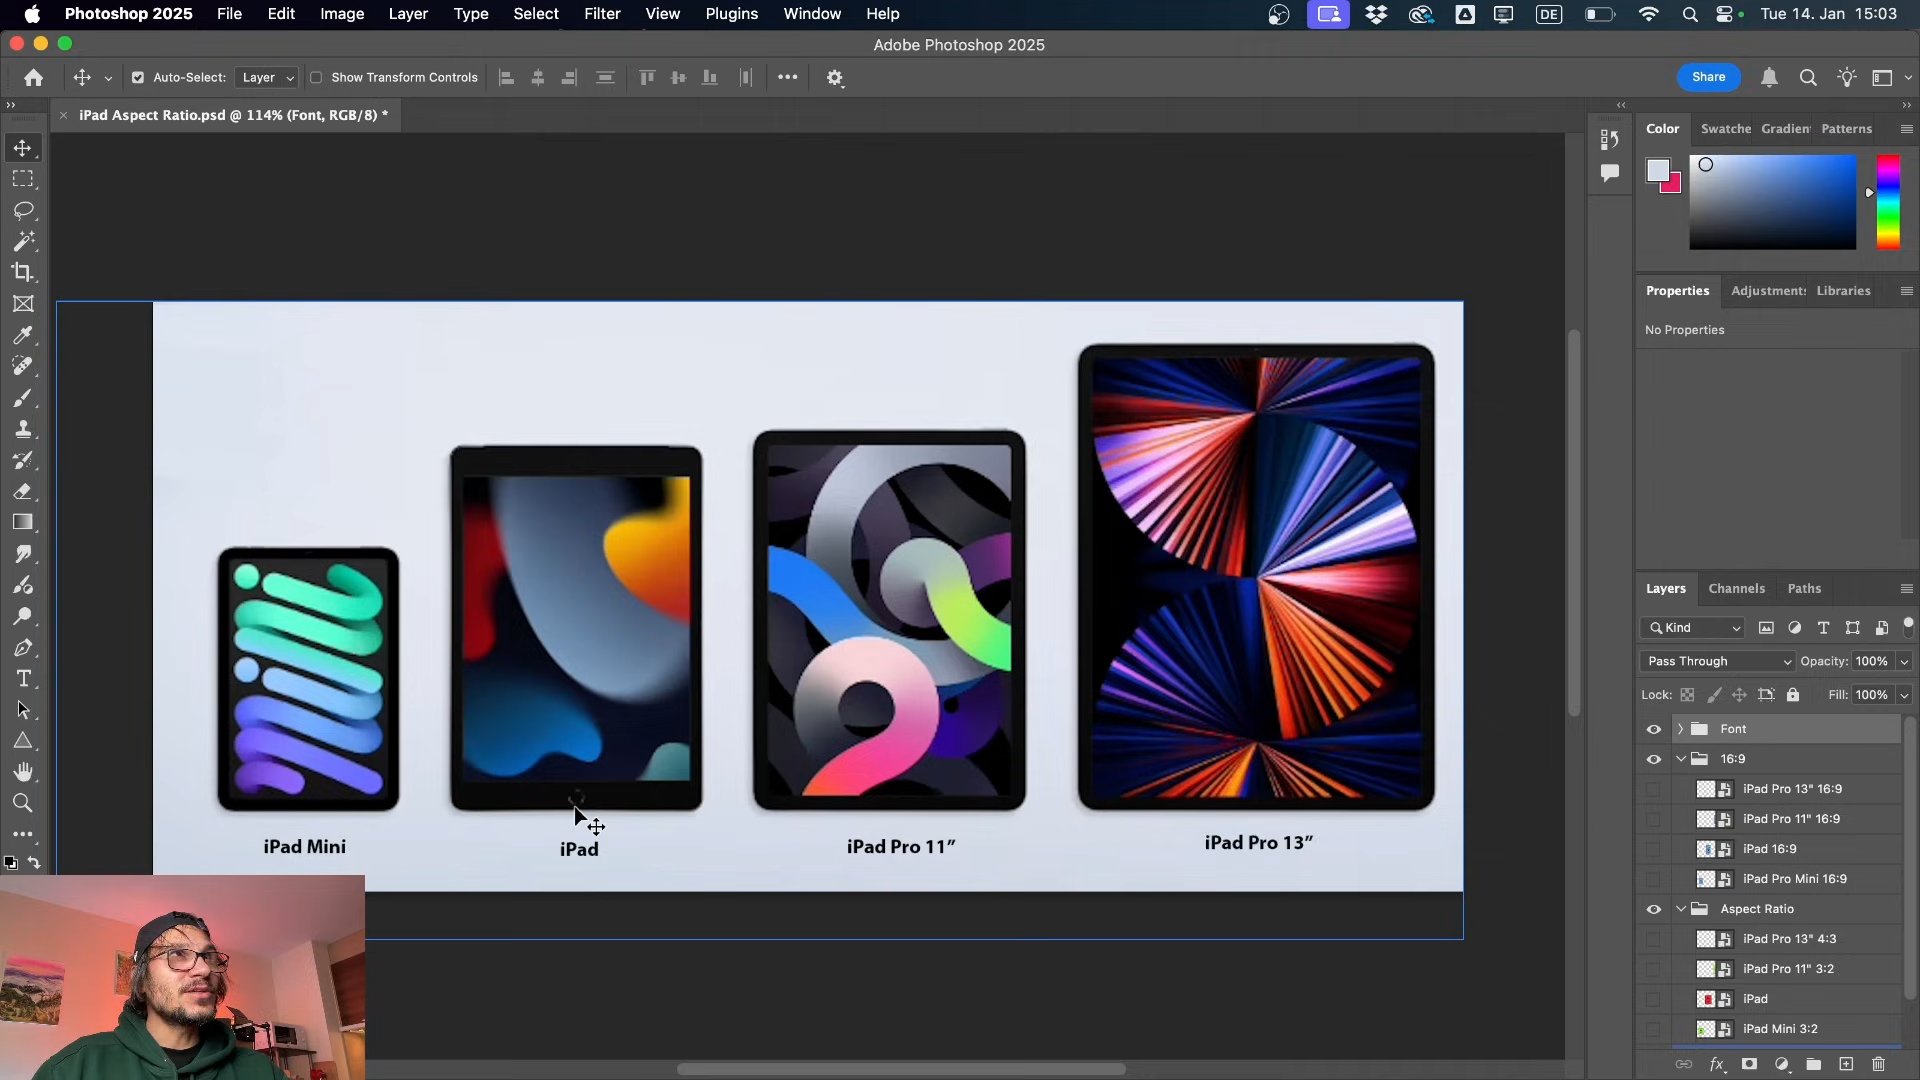 Photoshop 2025 File Edit Image Layer Type Select Filter View Plugins Window Help DE Tue 14. Jan 15:03
Adobe Photoshop 2025
Auto-Select: Layer Show Transform Controls ••• Share
iPad Aspect Ratio.psd @ 114% (Font, RGB/8) *
Color Swatche Gradien Patterns
Properties Adjustments Libraries
No Properties
iPad Mini
iPad
iPad Pro 11”
iPad Pro 13”
Layers Channels Paths
Kind
Pass Through Opacity: 100%
Lock: Fill: 100%
Font
16:9
iPad Pro 13" 16:9
iPad Pro 11" 16:9
iPad 16:9
iPad Pro Mini 16:9
Aspect Ratio
iPad Pro 13" 4:3
iPad Pro 11" 3:2
iPad
iPad Mini 3:2
fx